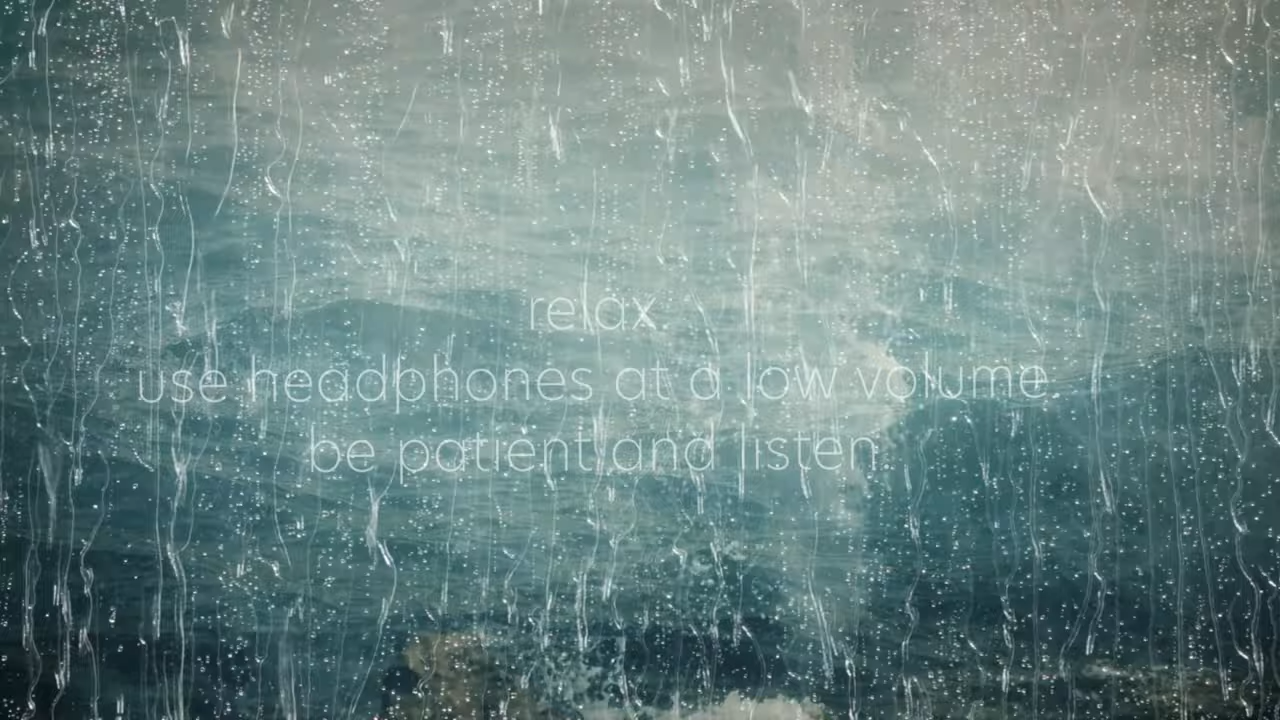 relax.
use headphones at a low volume
be patient and listen.